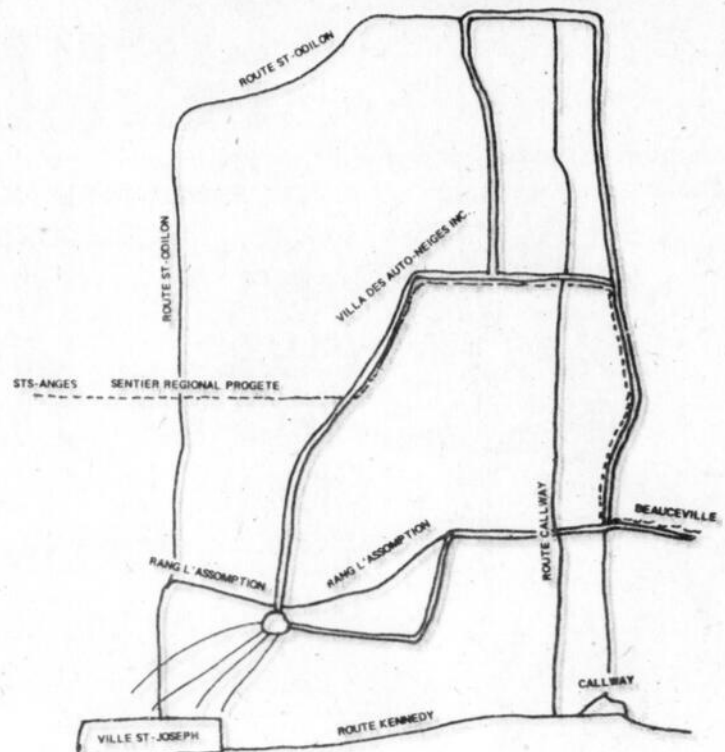 ROUTE ST-ODILON
ROUTE ST-ODILON
VILLA DES AUTO-NEIGES INC.
STS-ANGES SENTIER REGIONAL PROGETE
BEAUCEVILLE
ROUTE CALLWAY
RANG L'ASSOMPTION
RANG L'ASSOMPTION
CALLWAY
ROUTE KENNEDY
VILLE ST-JOSEPH